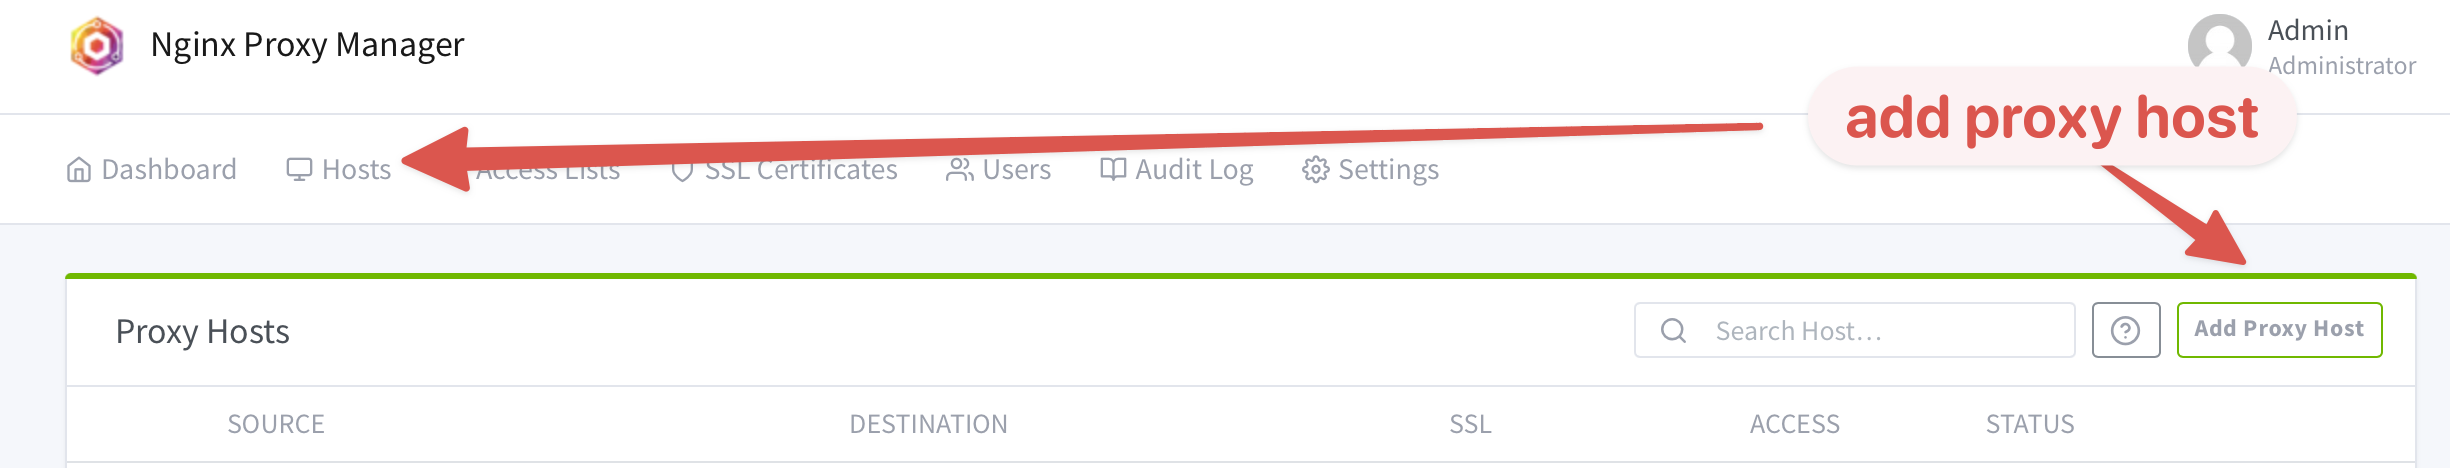 Nginx Proxy Manager
Admin
Administrator
add proxy host
Dashboard Hosts Access Lists SSL Certificates Users Audit Log Settings
Proxy Hosts Search Host... Add Proxy Host
SOURCE DESTINATION SSL ACCESS STATUS